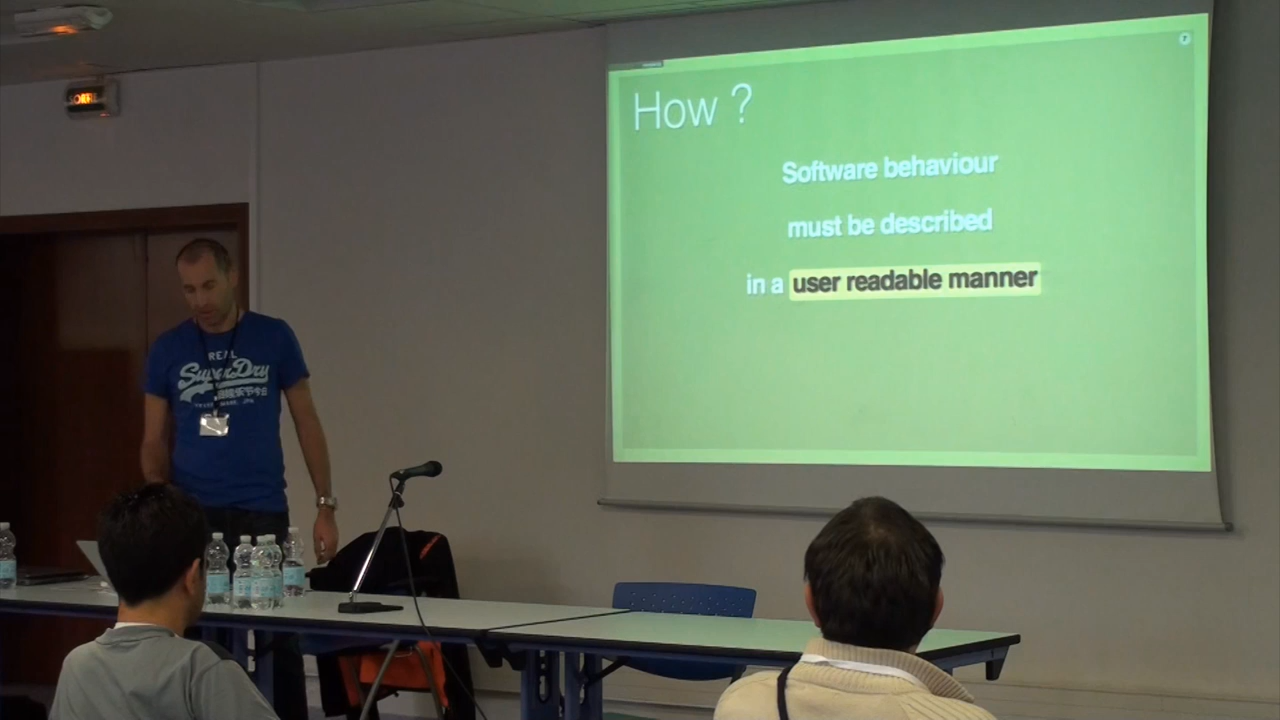 How ?
Software behaviour
must be described
in a user readable manner
REAL
SuperDry